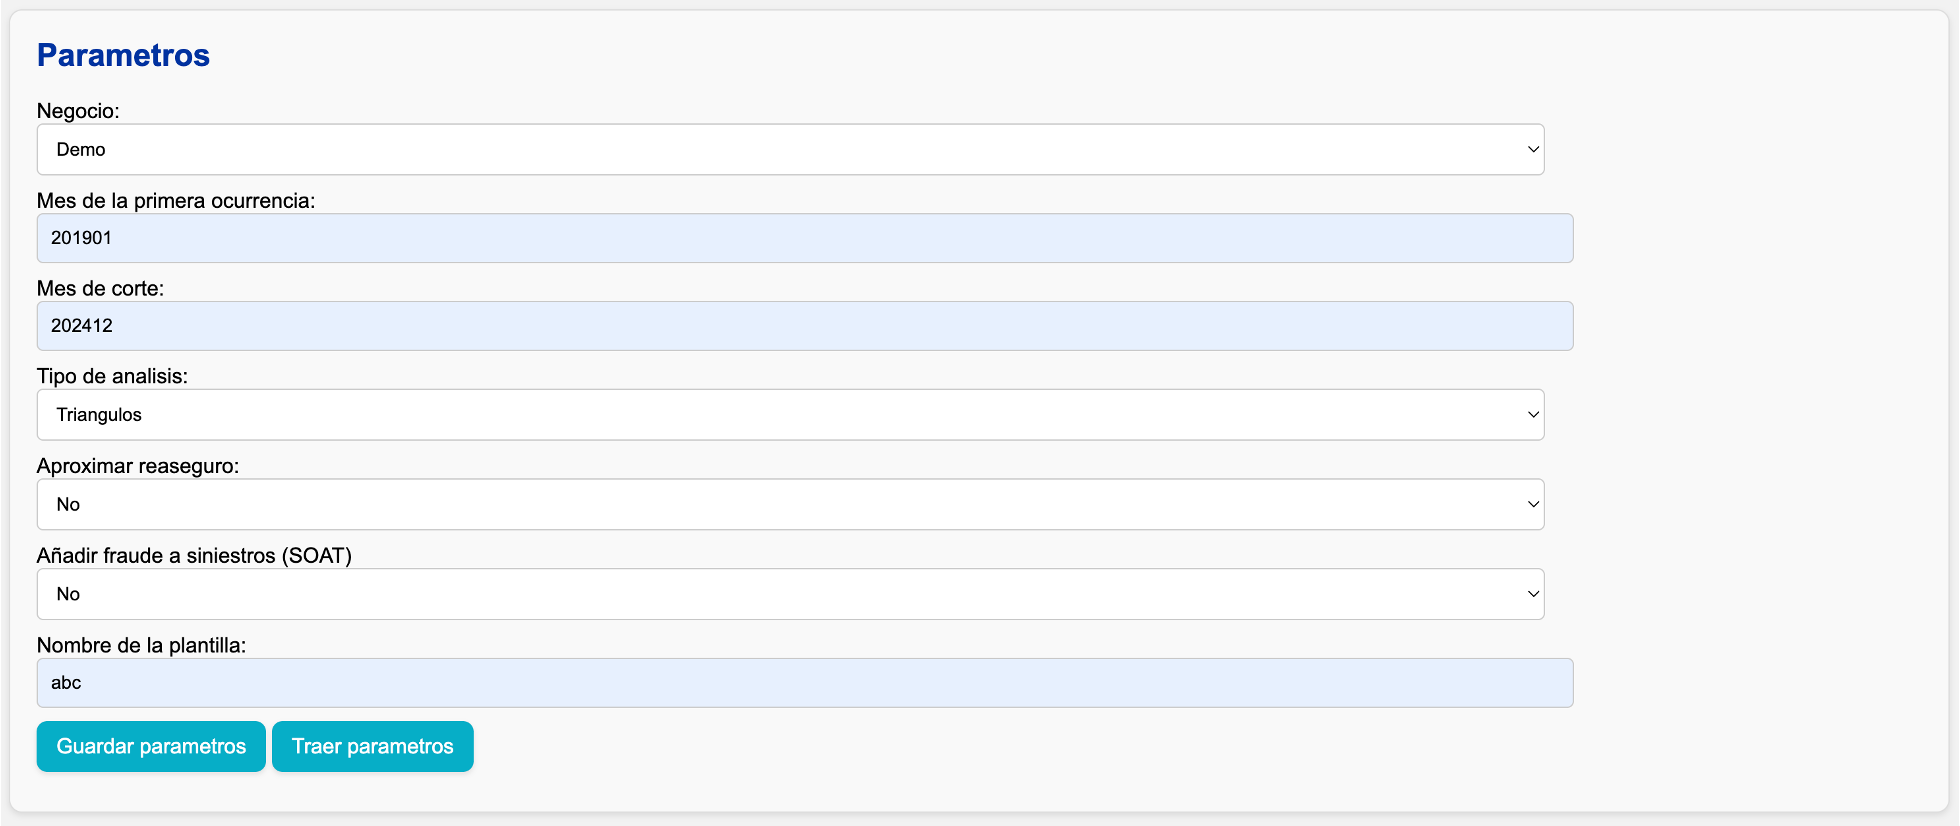 Parametros
Negocio:
Demo
Mes de la primera ocurrencia:
201901
Mes de corte:
202412
Tipo de analisis:
Triangulos
Aproximar reaseguro:
No
Añadir fraude a siniestros (SOAT)
No
Nombre de la plantilla:
abc
Guardar parametros Traer parametros